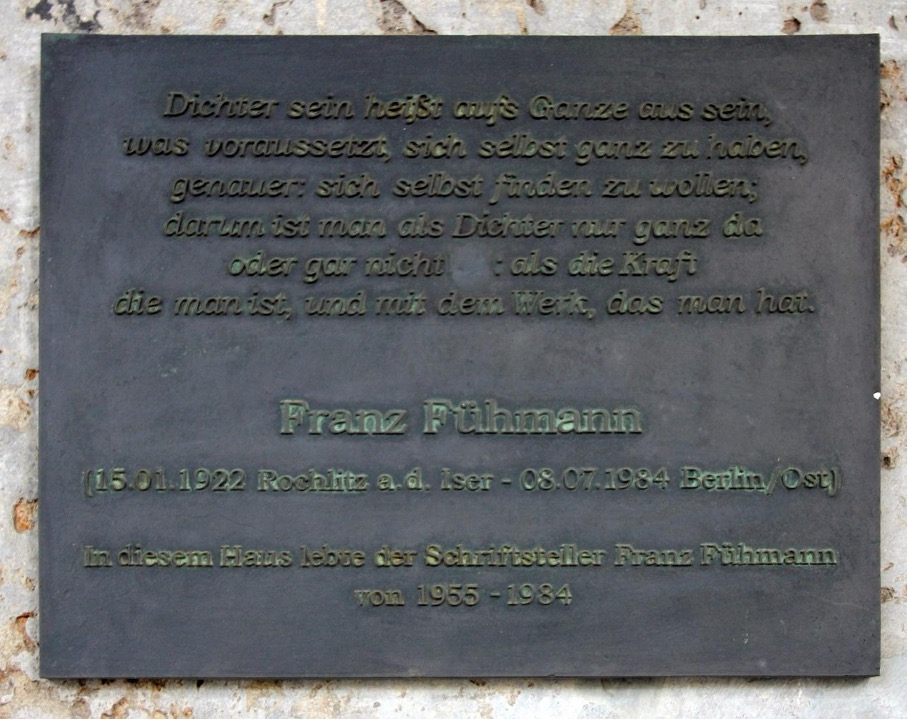 Dichter sein heißt aufs Ganze aus sein,
was voraussetzt, sich selbst ganz zu haben,
genauer: sich selbst finden zu wollen;
darum ist man als Dichter nur ganz da
oder gar nicht : als die Kraft
die man ist, und mit dem Werk, das man hat.
Franz Fühmann
(15.01.1922 Rochlitz a.d. Iser - 08.07.1984 Berlin/Ost)
In diesem Haus lebte der Schriftsteller Franz Fühmann
von 1955 - 1984